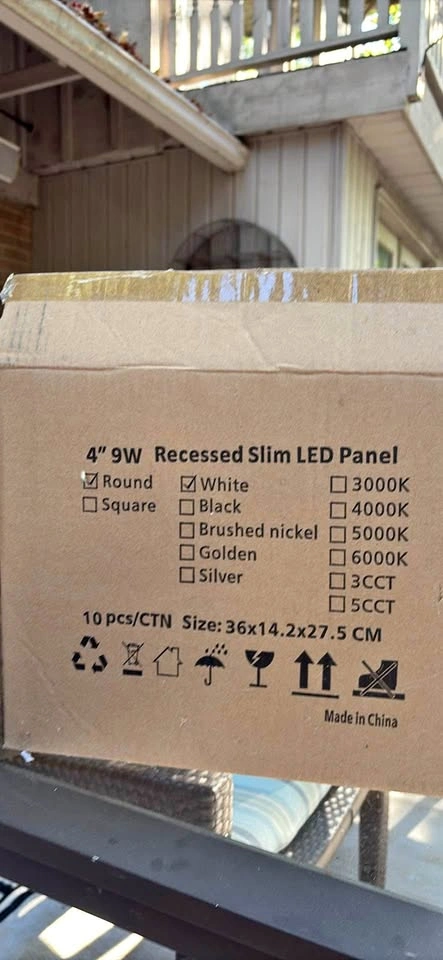 4" 9W Recessed Slim LED Panel
☑ Round ☑ White ☐ 3000K
☐ Square ☐ Black ☐ 4000K
☐ Brushed nickel ☐ 5000K
☐ Golden ☐ 6000K
☐ Silver ☐ 3CCT
☐ 5CCT
10 pcs/CTN Size: 36x14.2x27.5 CM
Made in China